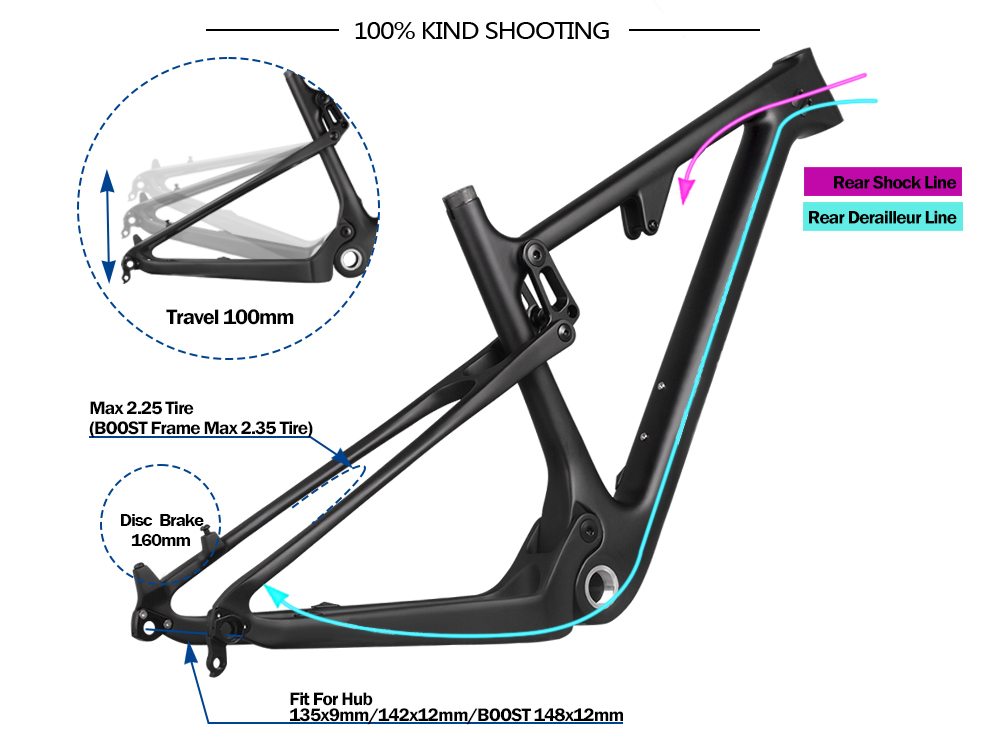 100% KIND SHOOTING
Rear Shock Line
Rear Derailleur Line
Travel 100mm
Max 2.25 Tire
(BOOST Frame Max 2.35 Tire)
Disc Brake
160mm
Fit For Hub
135x9mm/142x12mm/BOOST 148x12mm